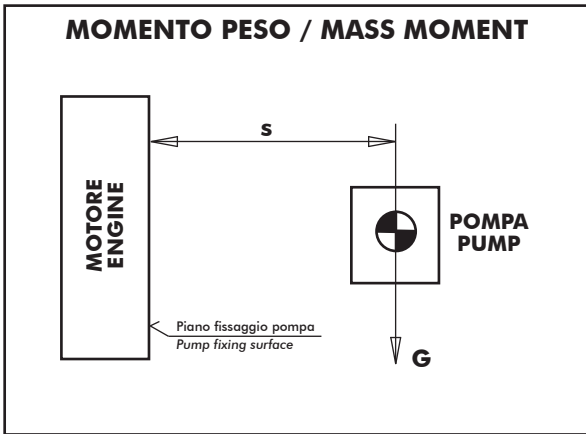 MOMENTO PESO / MASS MOMENT
s
MOTORE
ENGINE
POMPA
PUMP
Piano fissaggio pompa
Pump fixing surface
G